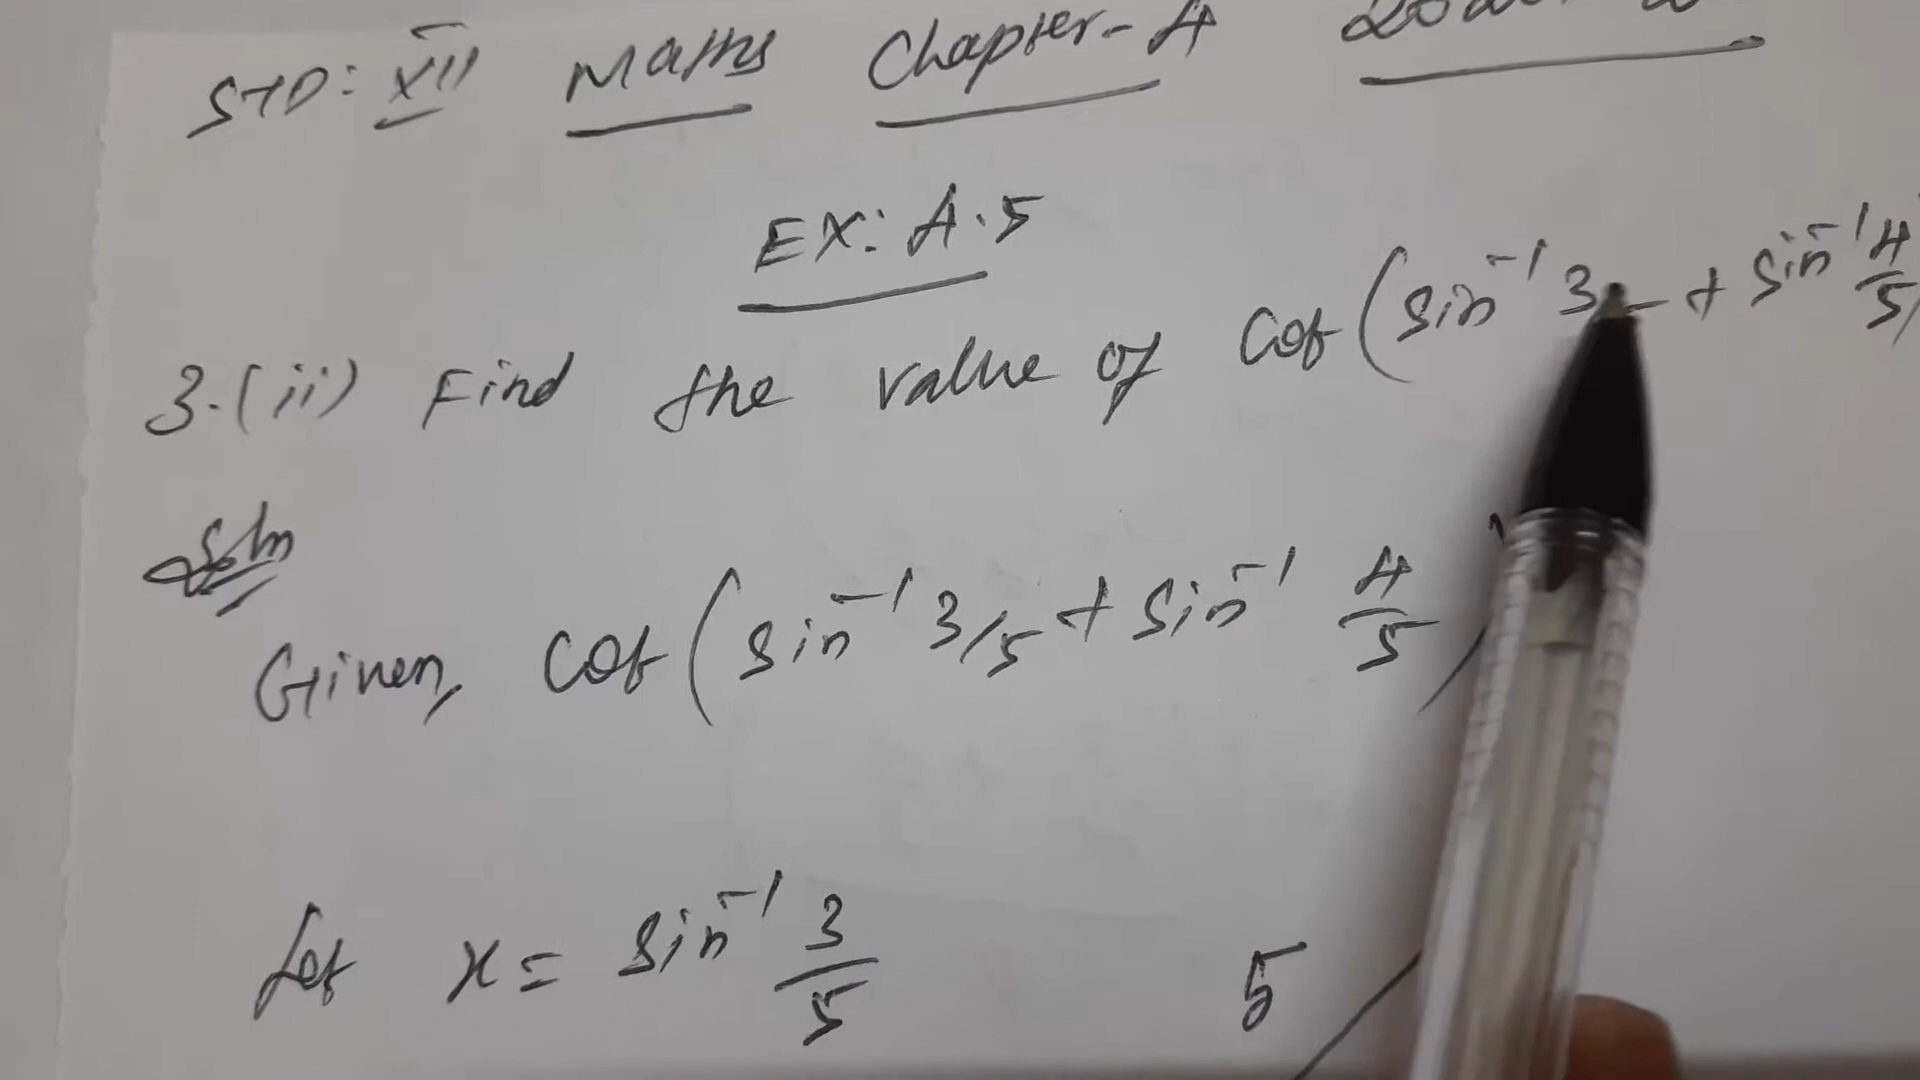 STD: XII Maths Chapter-4
EX: 4.5
3.(ii) Find the value of Cot (sin⁻¹ 3 + sin⁻¹ 4/5)
Soln
Given, Cot (sin⁻¹ 3/5 + sin⁻¹ 4/5)
Let x = sin⁻¹ 3/5 5